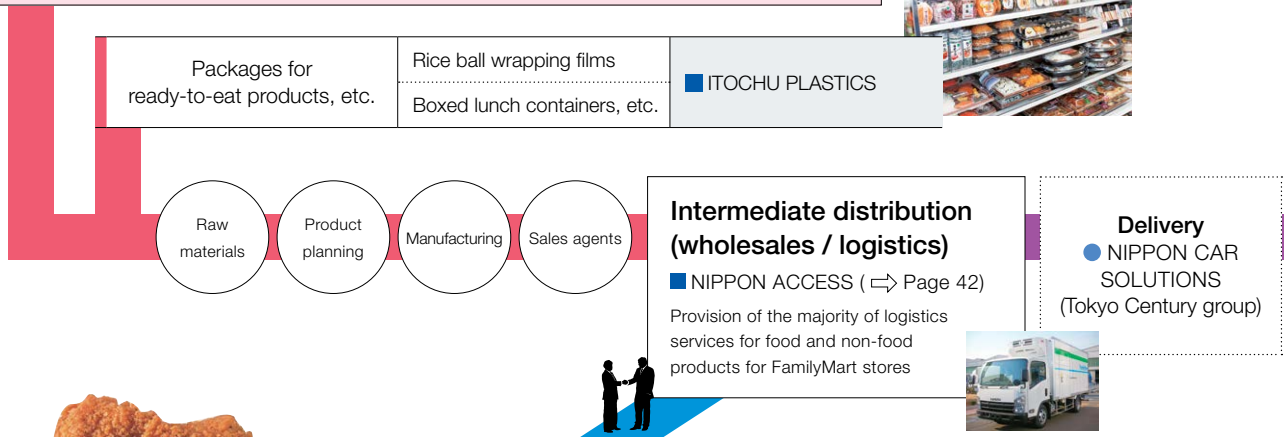 Packages for
ready-to-eat products, etc.
Rice ball wrapping films
Boxed lunch containers, etc.
■ ITOCHU PLASTICS
Raw
materials
Product
planning
Manufacturing
Sales agents
Intermediate distribution
(wholesales / logistics)
■ NIPPON ACCESS ( ⇨ Page 42)
Provision of the majority of logistics
services for food and non-food
products for FamilyMart stores
Delivery
● NIPPON CAR
SOLUTIONS
(Tokyo Century group)